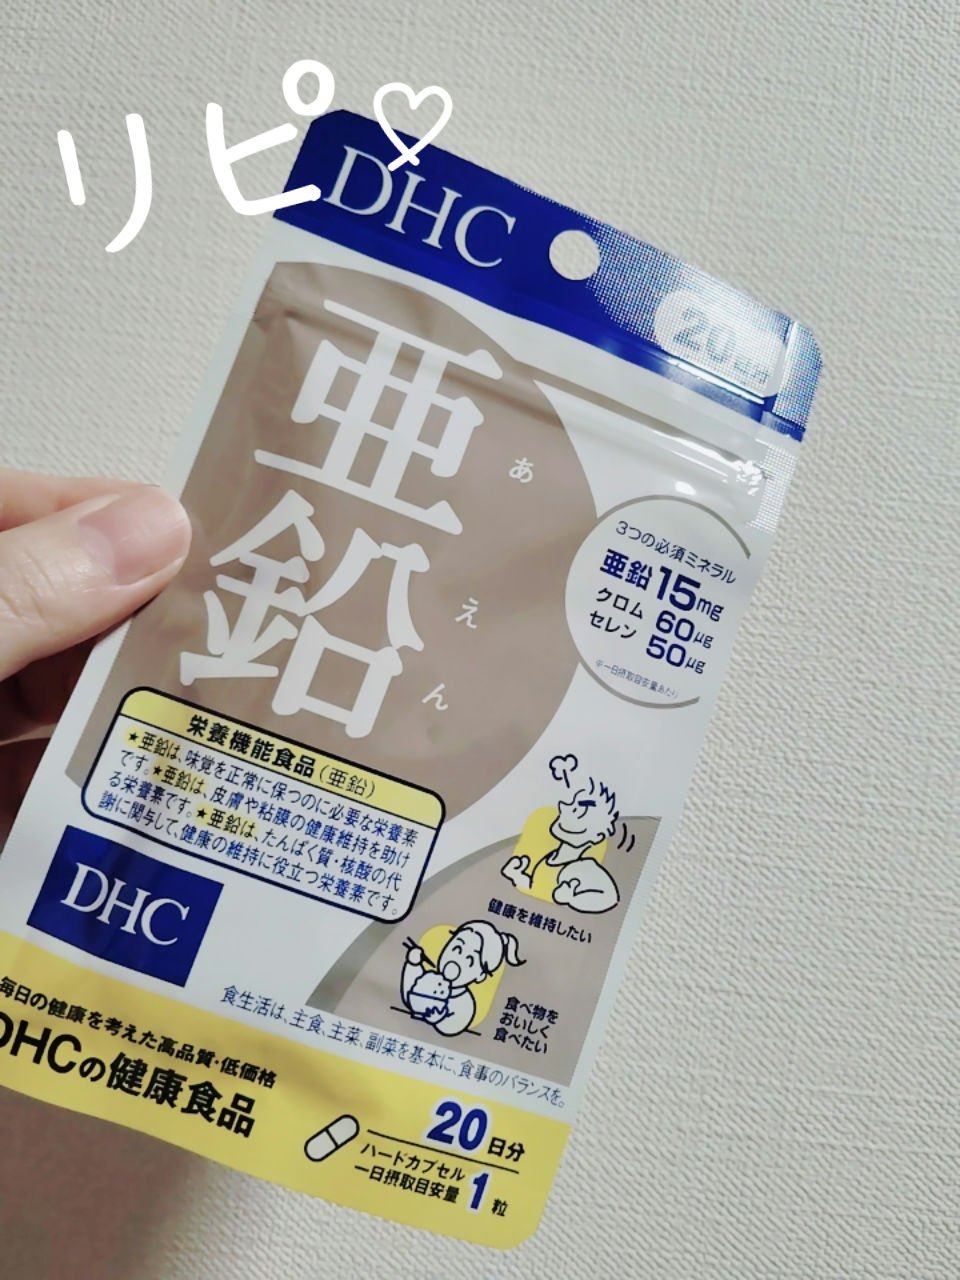 リピ♡
DHC
20日分
亜鉛
あえん
3つの必須ミネラル
亜鉛 15mg
クロム 60μg
セレン 50μg
※一日摂取目安量あたり
栄養機能食品(亜鉛)
★亜鉛は、味覚を正常に保つのに必要な栄養素
です。★亜鉛は、皮膚や粘膜の健康維持を助け
る栄養素です。★亜鉛は、たんぱく質・核酸の代
謝に関与して、健康の維持に役立つ栄養素です。
健康を維持したい
食べ物を
おいしく
食べたい
DHC
食生活は、主食、主菜、副菜を基本に、食事のバランスを。
毎日の健康を考えた高品質・低価格
DHCの健康食品
20日分
ハードカプセル
一日摂取目安量 1粒